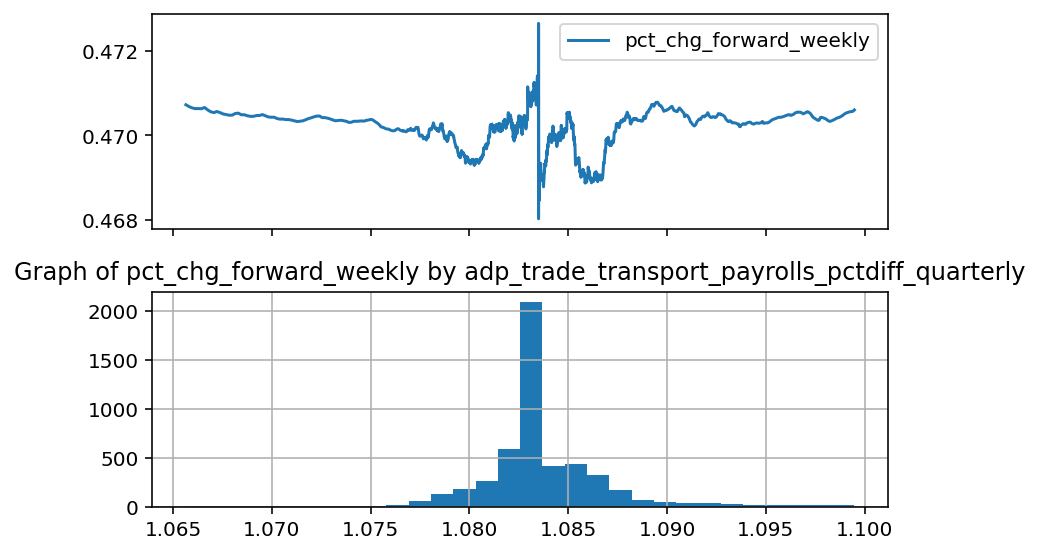 pct_chg_forward_weekly
0.472
0.470
0.468
Graph of pct_chg_forward_weekly by adp_trade_transport_payrolls_pctdiff_quarterly
2000
1500
1000
500
0
1.065 1.070 1.075 1.080 1.085 1.090 1.095 1.100